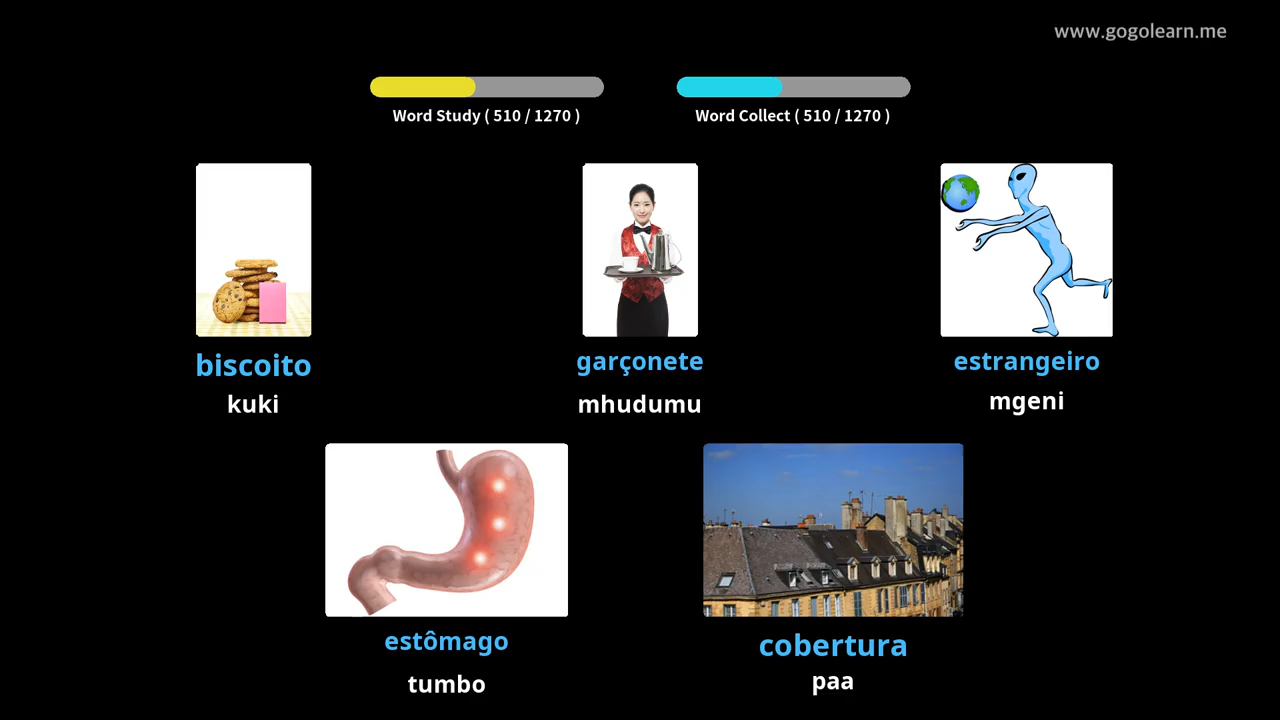 www.gogolearn.me
Word Study ( 510 / 1270 )
Word Collect ( 510 / 1270 )
biscoito
kuki
garçonete
mhudumu
estrangeiro
mgeni
estômago
tumbo
cobertura
paa